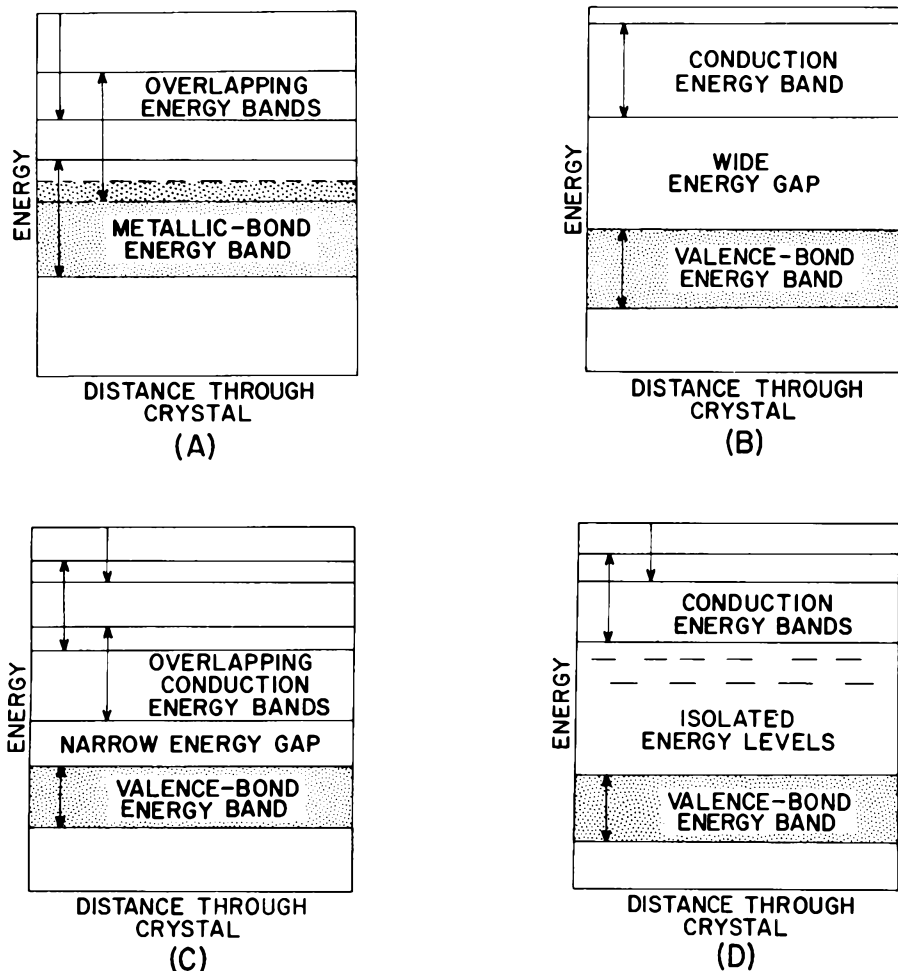 OVERLAPPING
ENERGY BANDS
METALLIC-BOND
ENERGY BAND
ENERGY
DISTANCE THROUGH
CRYSTAL
(A)
CONDUCTION
ENERGY BAND
WIDE
ENERGY GAP
VALENCE-BOND
ENERGY BAND
ENERGY
DISTANCE THROUGH
CRYSTAL
(B)
OVERLAPPING
CONDUCTION
ENERGY BANDS
NARROW ENERGY GAP
VALENCE-BOND
ENERGY BAND
ENERGY
DISTANCE THROUGH
CRYSTAL
(C)
CONDUCTION
ENERGY BANDS
ISOLATED
ENERGY LEVELS
VALENCE-BOND
ENERGY BAND
ENERGY
DISTANCE THROUGH
CRYSTAL
(D)